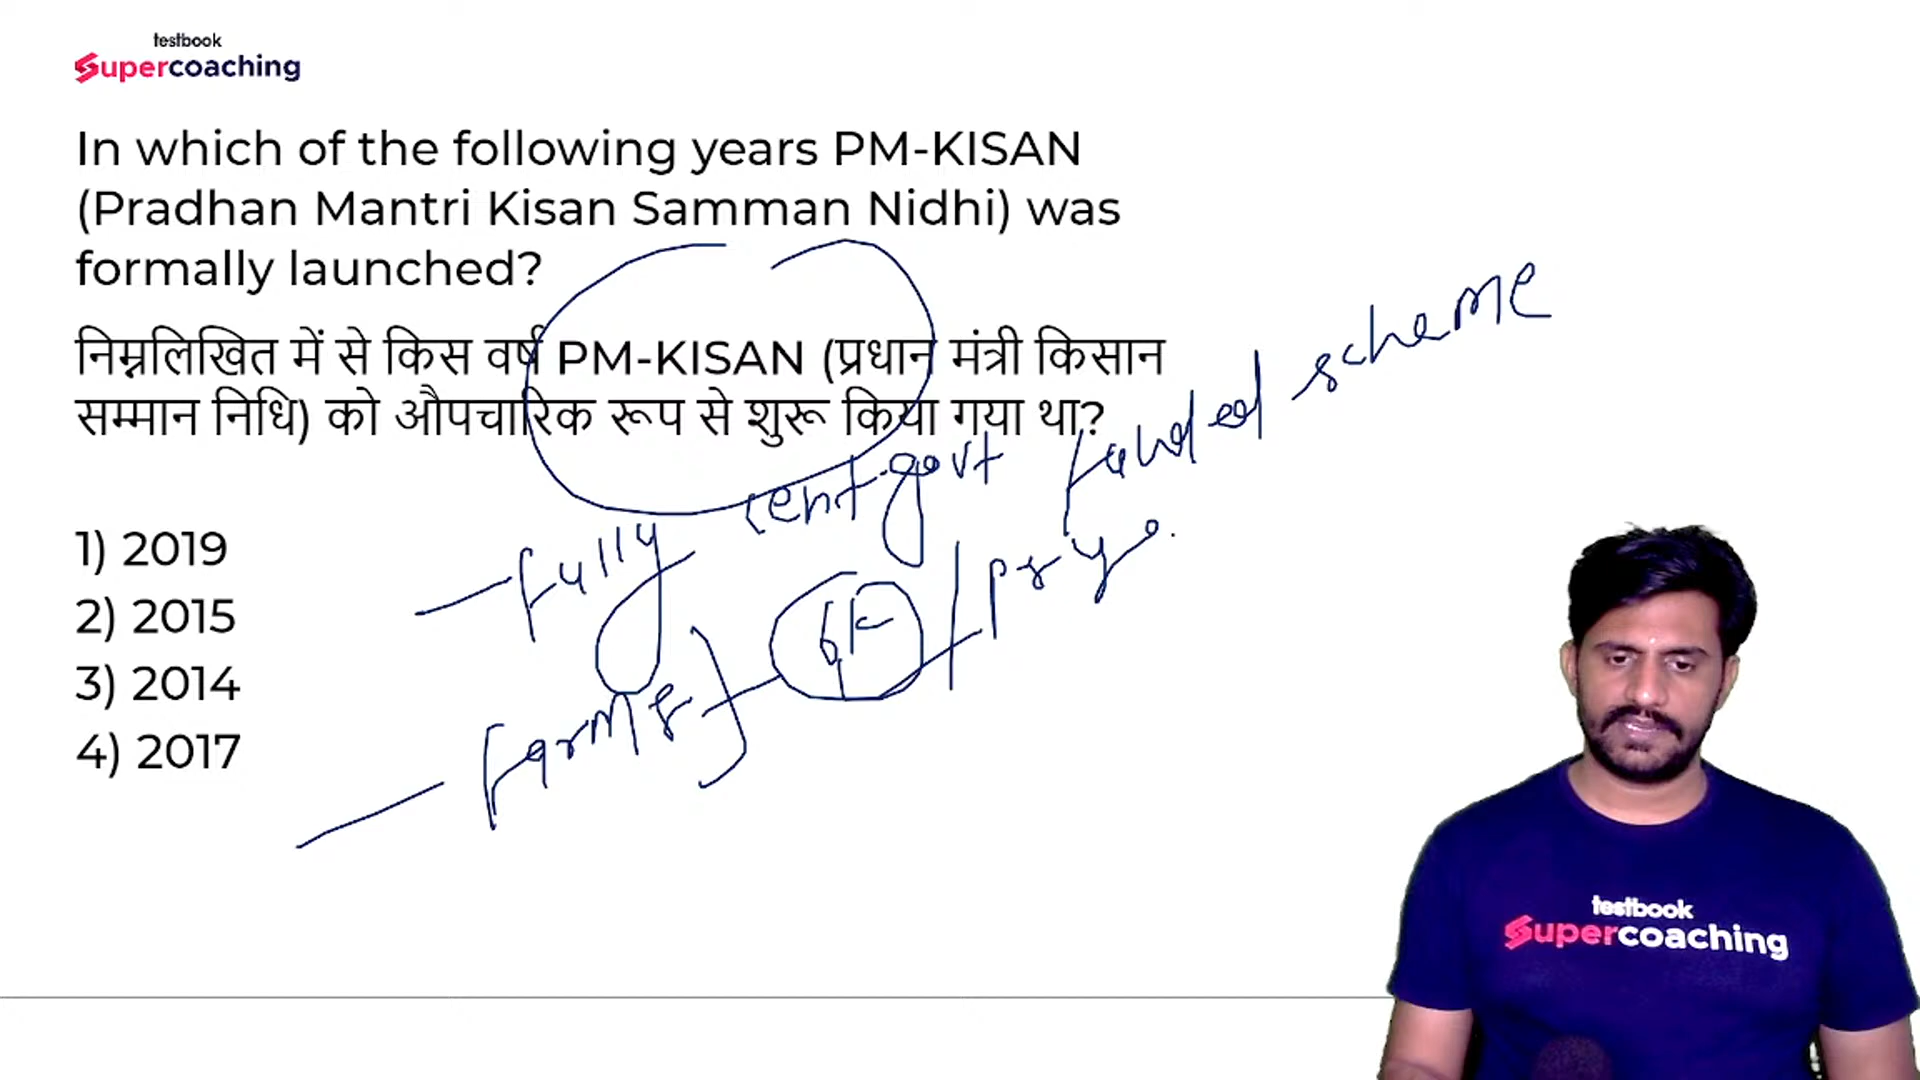 testbook
Supercoaching
In which of the following years PM-KISAN
(Pradhan Mantri Kisan Samman Nidhi) was
formally launched?
निम्नलिखित में से किस वर्ष PM-KISAN (प्रधान मंत्री किसान
सम्मान निधि) को औपचारिक रूप से शुरू किया गया था?
1) 2019
2) 2015
3) 2014
4) 2017
fully cent. govt funded scheme
farmer 6K
testbook
Supercoaching